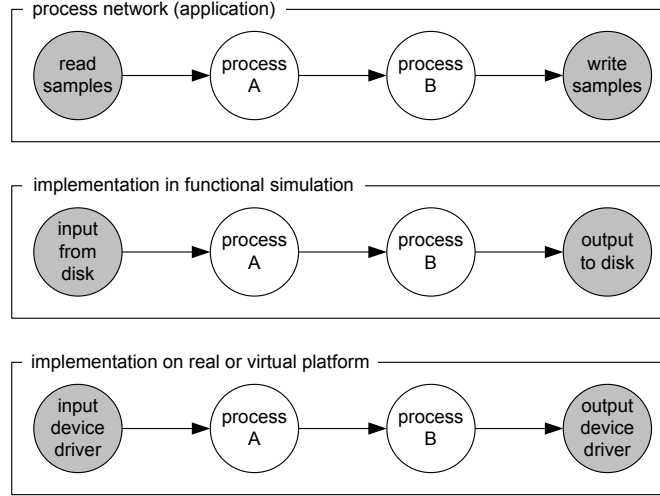 process network (application)
read
samples
process
A
process
B
write
samples
implementation in functional simulation
input
from
disk
process
A
process
B
output
to disk
implementation on real or virtual platform
input
device
driver
process
A
process
B
output
device
driver